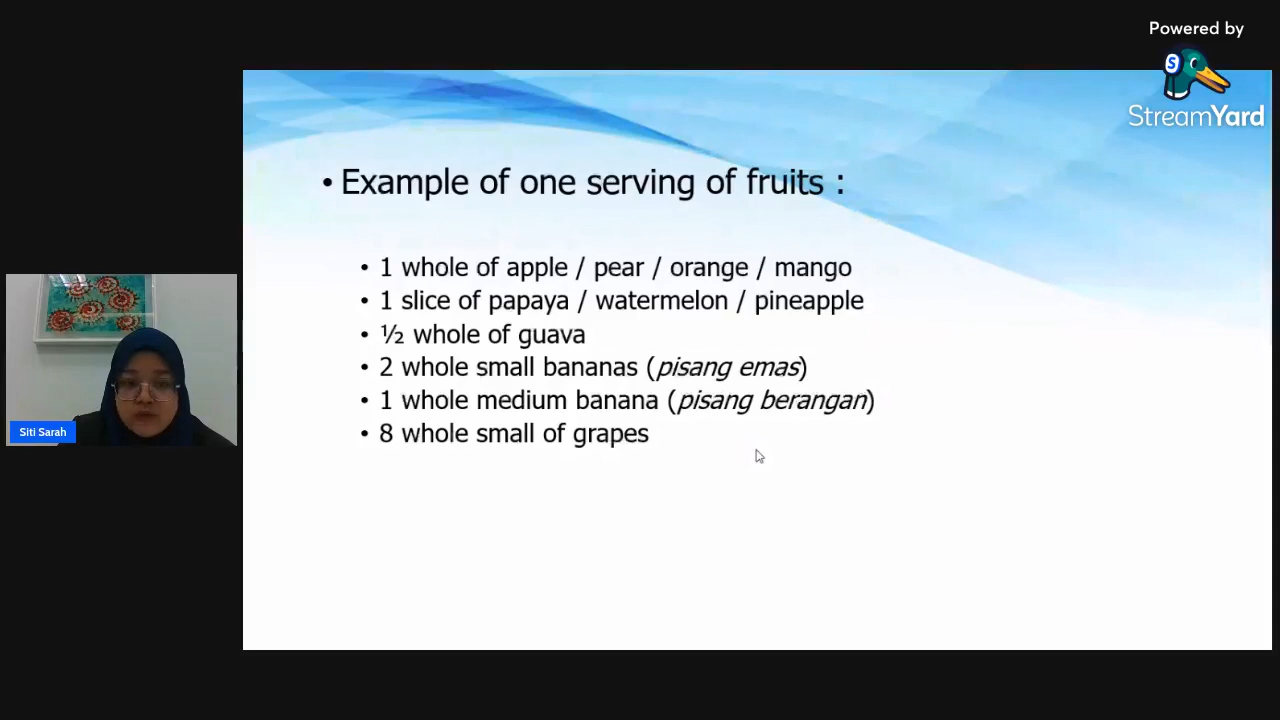 Powered by
StreamYard
• Example of one serving of fruits :
• 1 whole of apple / pear / orange / mango
• 1 slice of papaya / watermelon / pineapple
• ½ whole of guava
• 2 whole small bananas (pisang emas)
• 1 whole medium banana (pisang berangan)
• 8 whole small of grapes
Siti Sarah